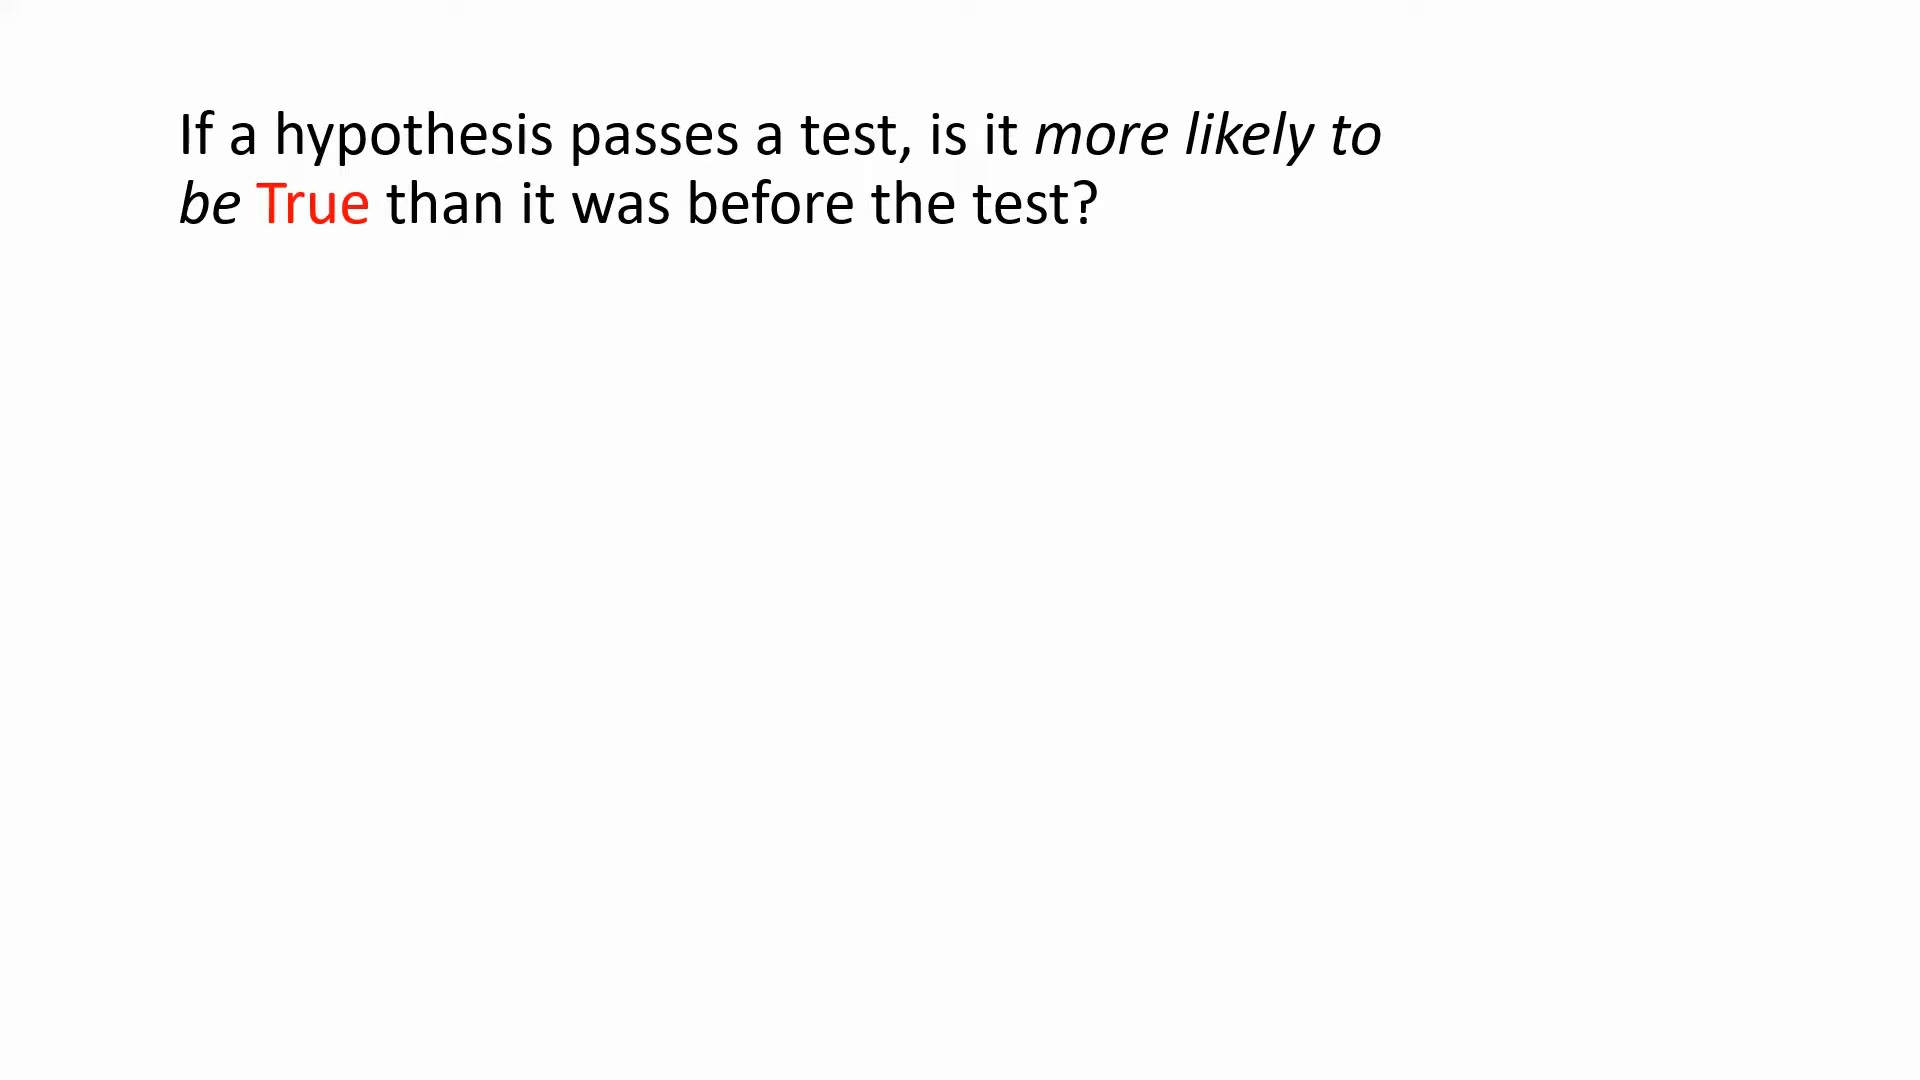 If a hypothesis passes a test, is it more likely to
be True than it was before the test?